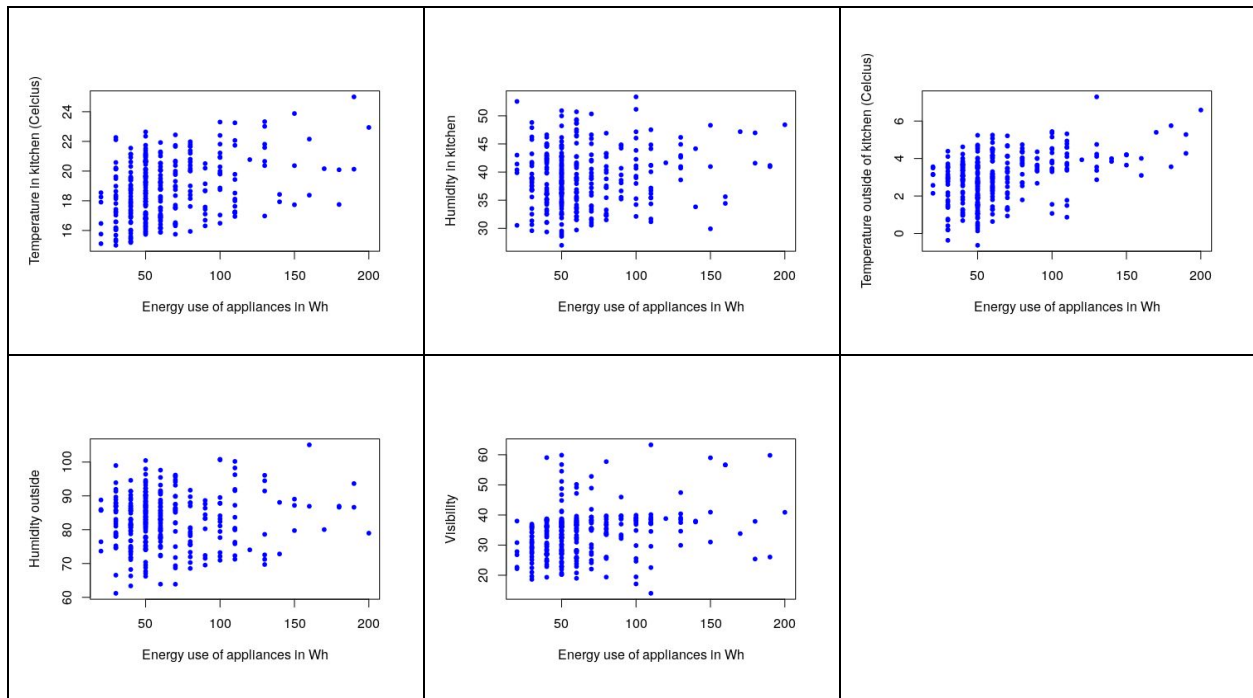 Temperature in kitchen (Celcius)
24
22
20
18
16
50 100 150 200
Energy use of appliances in Wh
Humidity in kitchen
50
45
40
35
30
50 100 150 200
Energy use of appliances in Wh
Temperature outside of kitchen (Celcius)
6
4
2
0
50 100 150 200
Energy use of appliances in Wh
Humidity outside
100
90
80
70
60
50 100 150 200
Energy use of appliances in Wh
Visibility
60
50
40
30
20
50 100 150 200
Energy use of appliances in Wh